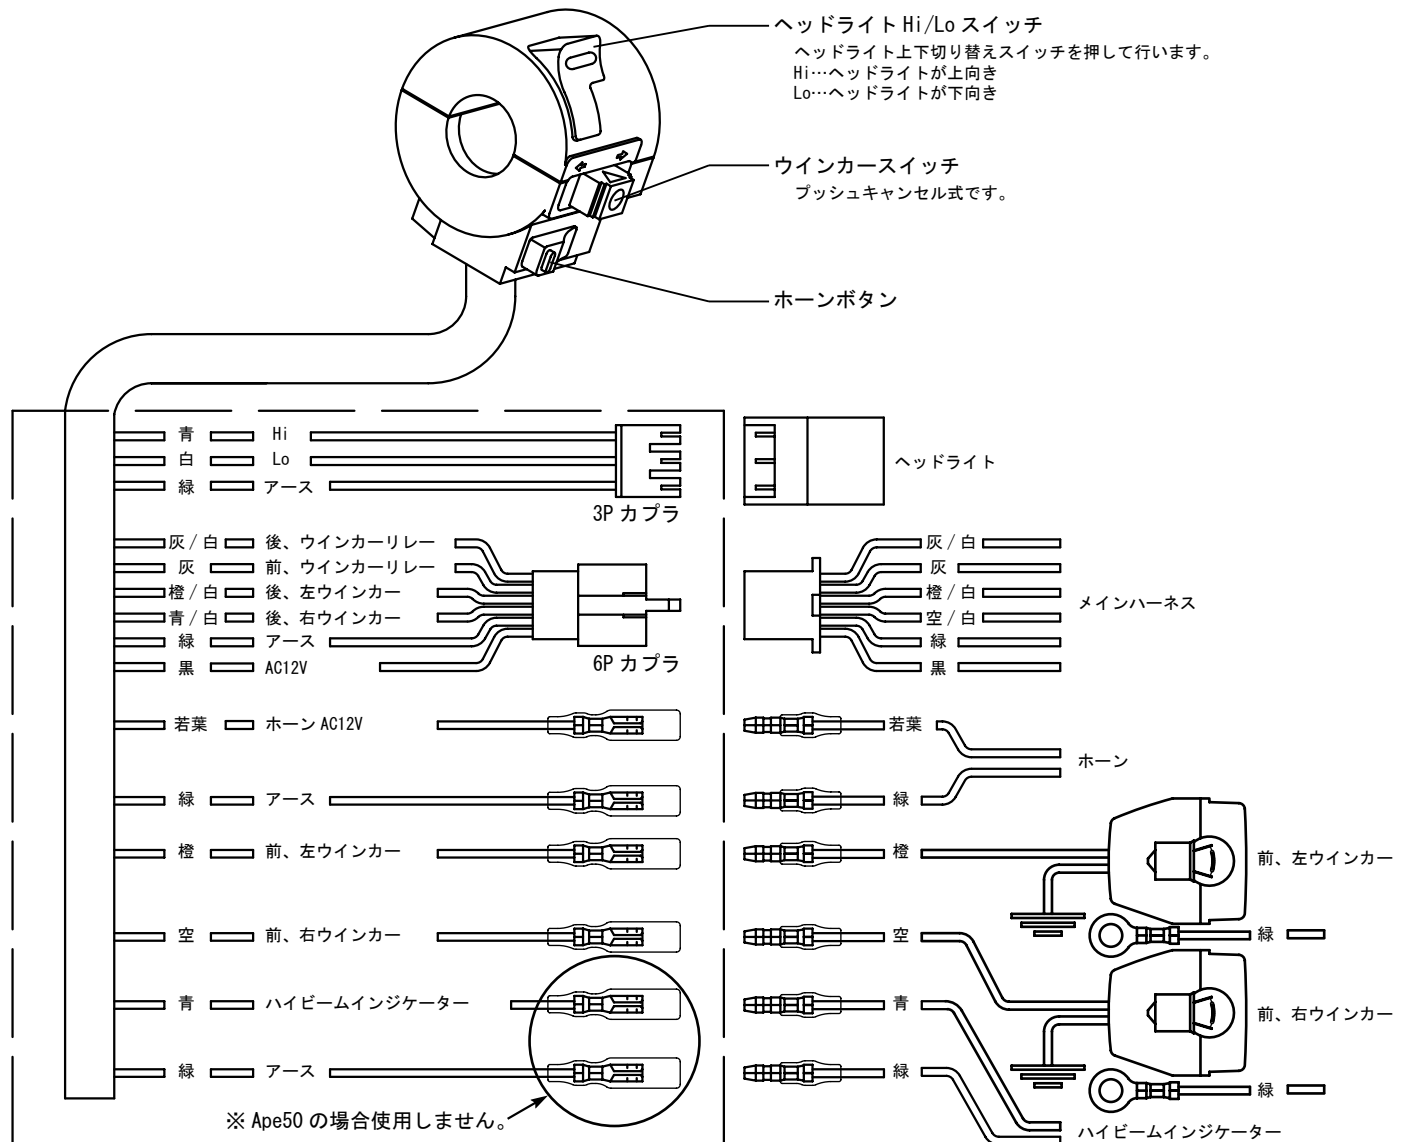 ヘッドライト Hi/Lo スイッチ
ヘッドライト上下切り替えスイッチを押して行います。
Hi…ヘッドライトが上向き
Lo…ヘッドライトが下向き
ウインカースイッチ
プッシュキャンセル式です。
ホーンボタン
青 Hi
白 Lo
緑 アース
3P カプラ
ヘッドライト
灰/白 後、ウインカーリレー
灰 前、ウインカーリレー
橙/白 後、左ウインカー
青/白 後、右ウインカー
緑 アース
黒 AC12V
6P カプラ
灰/白
灰
橙/白
空/白
緑
黒
メインハーネス
若葉 ホーン AC12V
若葉
緑 アース
緑
ホーン
橙 前、左ウインカー
橙
前、左ウインカー
緑
空 前、右ウインカー
空
前、右ウインカー
緑
青 ハイビームインジケーター
青
緑 アース
緑
ハイビームインジケーター
※ Ape50 の場合使用しません。